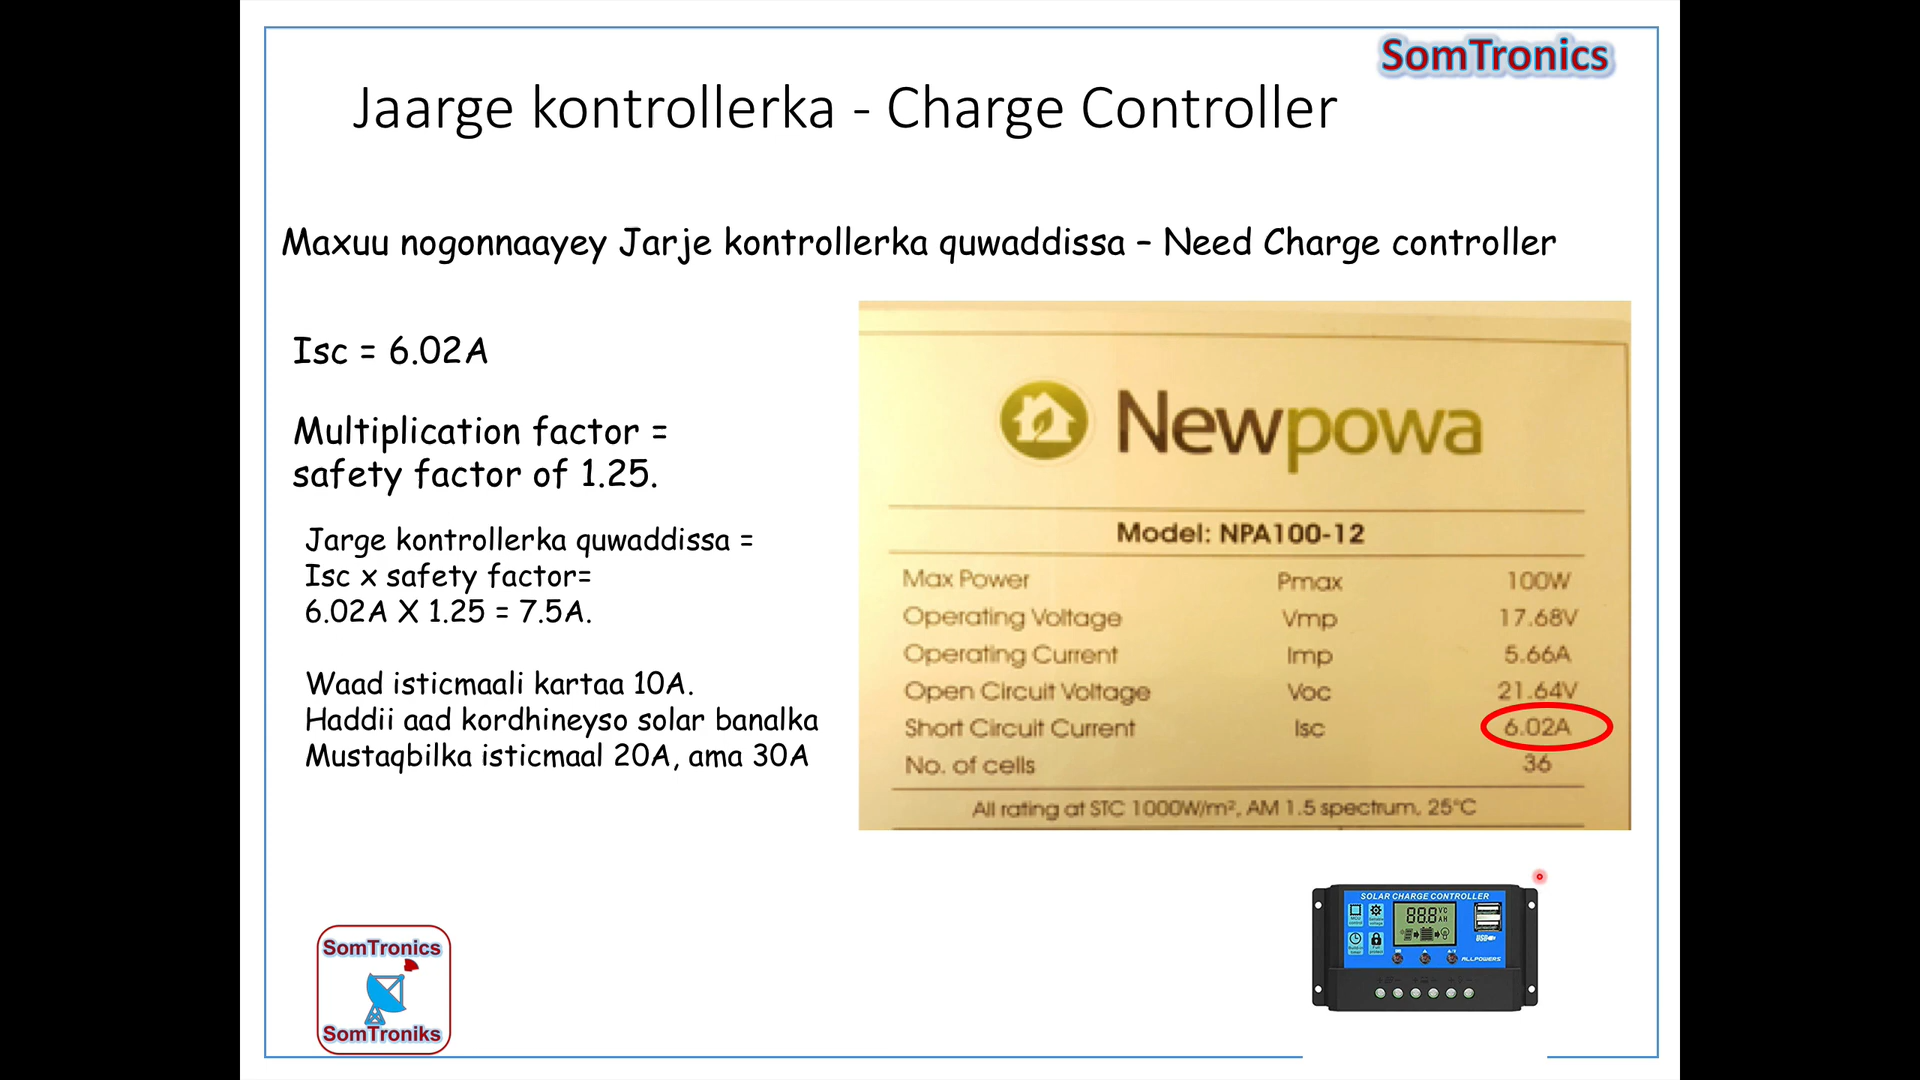 SomTronics
Jaarge kontrollerka - Charge Controller
Maxuu nogonnaayey Jarje kontrollerka quwaddissa – Need Charge controller
Isc = 6.02A
Multiplication factor =
safety factor of 1.25.
Jarge kontrollerka quwaddissa =
Isc x safety factor=
6.02A X 1.25 = 7.5A.
Waad isticmaali kartaa 10A.
Haddii aad kordhineyso solar banalka
Mustaqbilka isticmaal 20A, ama 30A
Newpowa
Model: NPA100-12
Max Power Pmax 100W
Operating Voltage Vmp 17.68V
Operating Current Imp 5.66A
Open Circuit Voltage Voc 21.64V
Short Circuit Current Isc 6.02A
No. of cells 36
All rating at STC 1000W/m², AM 1.5 spectrum, 25°C
SOLAR CHARGE CONTROLLER
USB
ALLPOWERS
SomTronics
SomTroniks